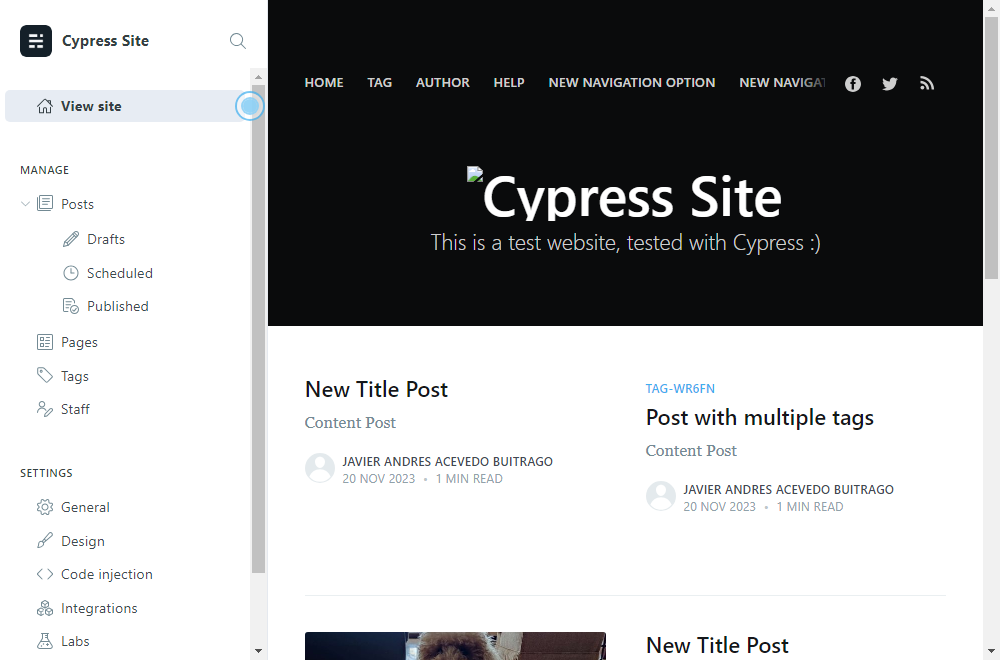 Cypress Site
View site
MANAGE
Posts
Drafts
Scheduled
Published
Pages
Tags
Staff
SETTINGS
General
Design
Code injection
Integrations
Labs
HOME TAG AUTHOR HELP NEW NAVIGATION OPTION NEW
Cypress Site
This is a test website, tested with Cypress :)
New Title Post
Content Post
JAVIER ANDRES ACEVEDO BUITRAGO
20 NOV 2023 • 1 MIN READ
TAG-WR6FN
Post with multiple tags
Content Post
JAVIER ANDRES ACEVEDO BUITRAGO
20 NOV 2023 • 1 MIN READ
New Title Post